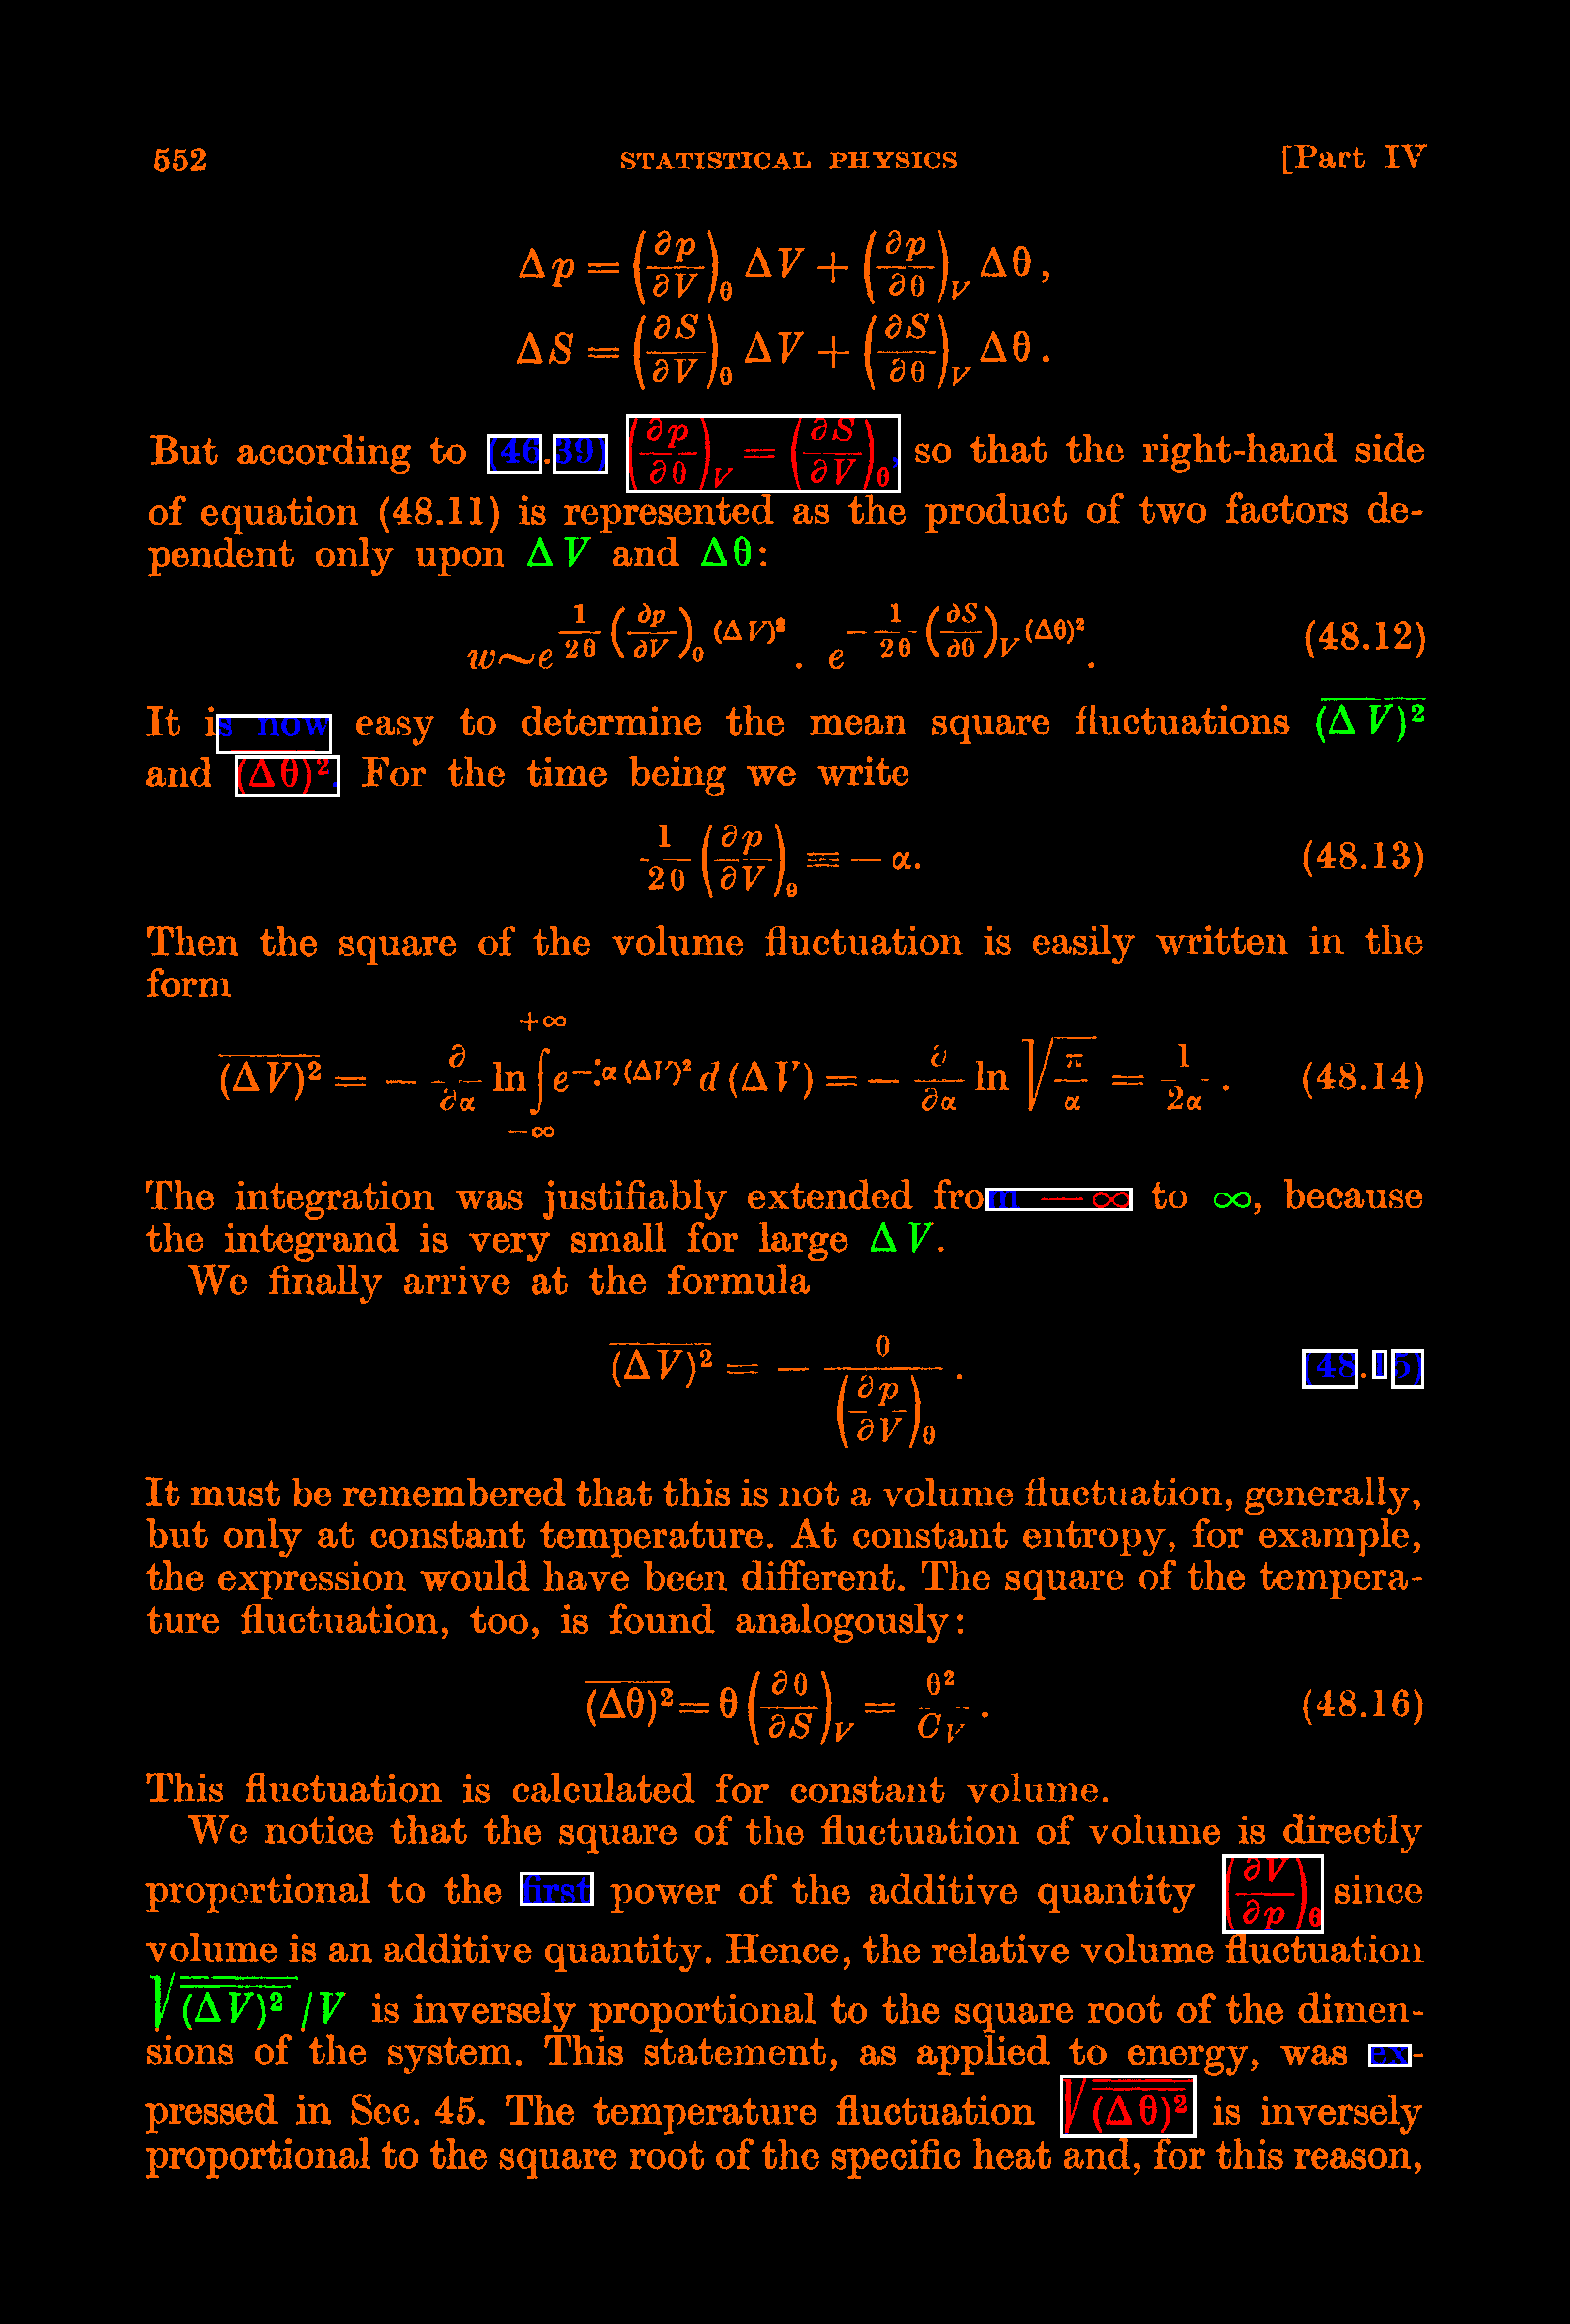 552 STATISTICAL PHYSICS [Part IV
Δp = (∂p/∂V)_θ ΔV + (∂p/∂θ)_V Δθ,
ΔS = (∂S/∂V)_θ ΔV + (∂S/∂θ)_V Δθ.
But according to (46.39) (∂p/∂θ)_V = (∂S/∂V)_θ, so that the right-hand side
of equation (48.11) is represented as the product of two factors de-
pendent only upon ΔV and Δθ:
w ~ e^{1/2θ (∂p/∂V)_θ (ΔV)²} . e^{−1/2θ (∂S/∂θ)_V (Δθ)²}. (48.12)
It is now easy to determine the mean square fluctuations \overline{(ΔV)²}
and \overline{(Δθ)²}. For the time being we write
1/2θ (∂p/∂V)_θ ≡ − α. (48.13)
Then the square of the volume fluctuation is easily written in the
form
\overline{(ΔV)²} = − ∂/∂α ln ∫_{−∞}^{+∞} e^{−α(ΔV)²} d(ΔV) = − ∂/∂α ln √(π/α) = 1/2α. (48.14)
The integration was justifiably extended from — ∞ to ∞, because
the integrand is very small for large ΔV.
We finally arrive at the formula
\overline{(ΔV)²} = − θ/(∂p/∂V)_θ. (48.15)
It must be remembered that this is not a volume fluctuation, generally,
but only at constant temperature. At constant entropy, for example,
the expression would have been different. The square of the tempera-
ture fluctuation, too, is found analogously:
\overline{(Δθ)²} = θ (∂θ/∂S)_V = θ²/C_V. (48.16)
This fluctuation is calculated for constant volume.
We notice that the square of the fluctuation of volume is directly
proportional to the first power of the additive quantity (∂V/∂p)_θ since
volume is an additive quantity. Hence, the relative volume fluctuation
√\overline{(ΔV)²}/V is inversely proportional to the square root of the dimen-
sions of the system. This statement, as applied to energy, was ex-
pressed in Sec. 45. The temperature fluctuation √\overline{(Δθ)²} is inversely
proportional to the square root of the specific heat and, for this reason,